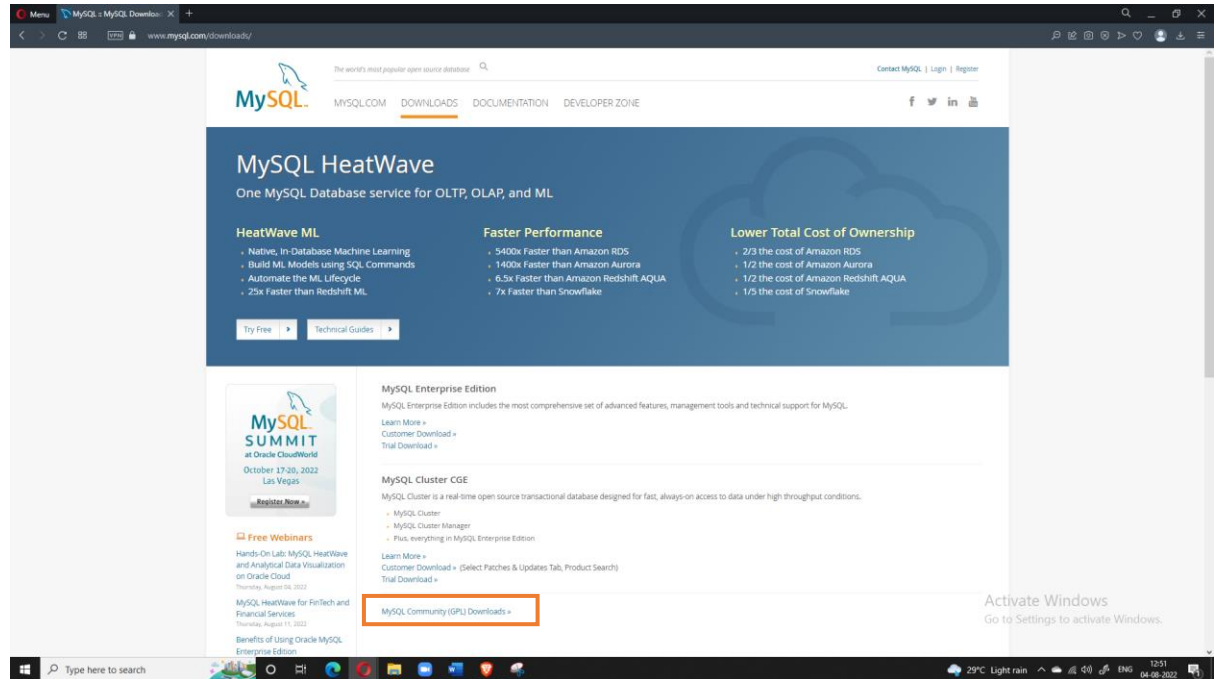 Menu
MySQL :: MySQL Downloa
VPN
www.mysql.com/downloads/
MySQL
The world's most popular open source database
Contact MySQL | Login | Register
MYSQL.COM DOWNLOADS DOCUMENTATION DEVELOPER ZONE
MySQL HeatWave
One MySQL Database service for OLTP, OLAP, and ML
HeatWave ML
Native, In-Database Machine Learning
Build ML Models using SQL Commands
Automate the ML Lifecycle
25x Faster than Redshift ML
Faster Performance
5400x Faster than Amazon RDS
1400x Faster than Amazon Aurora
6.5x Faster than Amazon Redshift AQUA
7x Faster than Snowflake
Lower Total Cost of Ownership
2/3 the cost of Amazon RDS
1/2 the cost of Amazon Aurora
1/2 the cost of Amazon Redshift AQUA
1/5 the cost of Snowflake
Try Free
Technical Guides
MySQL
SUMMIT
at Oracle CloudWorld
October 17-20, 2022
Las Vegas
Register Now »
Free Webinars
Hands-On Lab: MySQL HeatWave
and Analytical Data Visualization
on Oracle Cloud
Thursday, August 04, 2022
MySQL HeatWave for FinTech and
Financial Services
Thursday, August 11, 2022
Benefits of Using Oracle MySQL
Enterprise Edition
MySQL Enterprise Edition
MySQL Enterprise Edition includes the most comprehensive set of advanced features, management tools and technical support for MySQL.
Learn More »
Customer Download »
Trial Download »
MySQL Cluster CGE
MySQL Cluster is a real-time open source transactional database designed for fast, always-on access to data under high throughput conditions.
MySQL Cluster
MySQL Cluster Manager
Plus, everything in MySQL Enterprise Edition
Learn More »
Customer Download » (Select Patches & Updates Tab, Product Search)
Trial Download »
MySQL Community (GPL) Downloads »
Activate Windows
Go to Settings to activate Windows.
Type here to search
29°C Light rain
ENG
12:51
04-08-2022